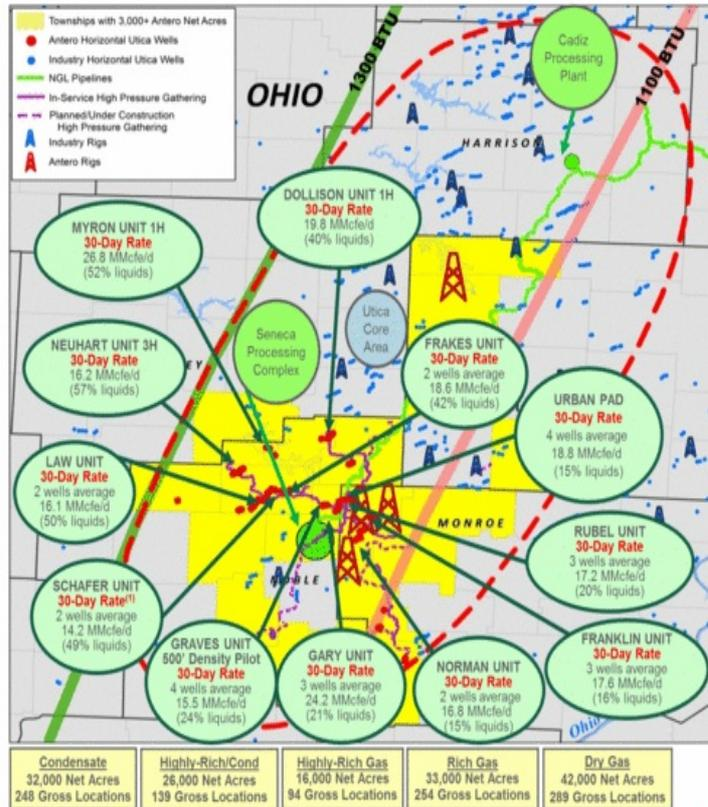 Townships with 3,000+ Antero Net Acres
Antero Horizontal Utica Wells
Industry Horizontal Utica Wells
NGL Pipelines
In-Service High Pressure Gathering
Planned/Under Construction
High Pressure Gathering
Industry Rigs
Antero Rigs
OHIO
1300 BTU
Cadiz
Processing
Plant
1100 BTU
HARRISON
DOLLISON UNIT 1H
30-Day Rate
19.8 MMcfe/d
(40% liquids)
MYRON UNIT 1H
30-Day Rate
26.8 MMcfe/d
(52% liquids)
Seneca
Processing
Complex
Utica
Core
Area
NEUHART UNIT 3H
30-Day Rate
16.2 MMcfe/d
(57% liquids)
EY
FRAKES UNIT
30-Day Rate
2 wells average
18.6 MMcfe/d
(42% liquids)
URBAN PAD
30-Day Rate
4 wells average
18.8 MMcfe/d
(15% liquids)
LAW UNIT
30-Day Rate
2 wells average
16.1 MMcfe/d
(50% liquids)
MONROE
RUBEL UNIT
30-Day Rate
3 wells average
17.2 MMcfe/d
(20% liquids)
SCHAFER UNIT
30-Day Rate(1)
2 wells average
14.2 MMcfe/d
(49% liquids)
GRAVES UNIT
500' Density Pilot
30-Day Rate
4 wells average
15.5 MMcfe/d
(24% liquids)
GARY UNIT
30-Day Rate
3 wells average
24.2 MMcfe/d
(21% liquids)
NORMAN UNIT
30-Day Rate
2 wells average
16.8 MMcfe/d
(15% liquids)
FRANKLIN UNIT
30-Day Rate
3 wells average
17.6 MMcfe/d
(16% liquids)
Ohio
Condensate
32,000 Net Acres
248 Gross Locations
Highly-Rich/Cond
26,000 Net Acres
139 Gross Locations
Highly-Rich Gas
16,000 Net Acres
94 Gross Locations
Rich Gas
33,000 Net Acres
254 Gross Locations
Dry Gas
42,000 Net Acres
289 Gross Locations